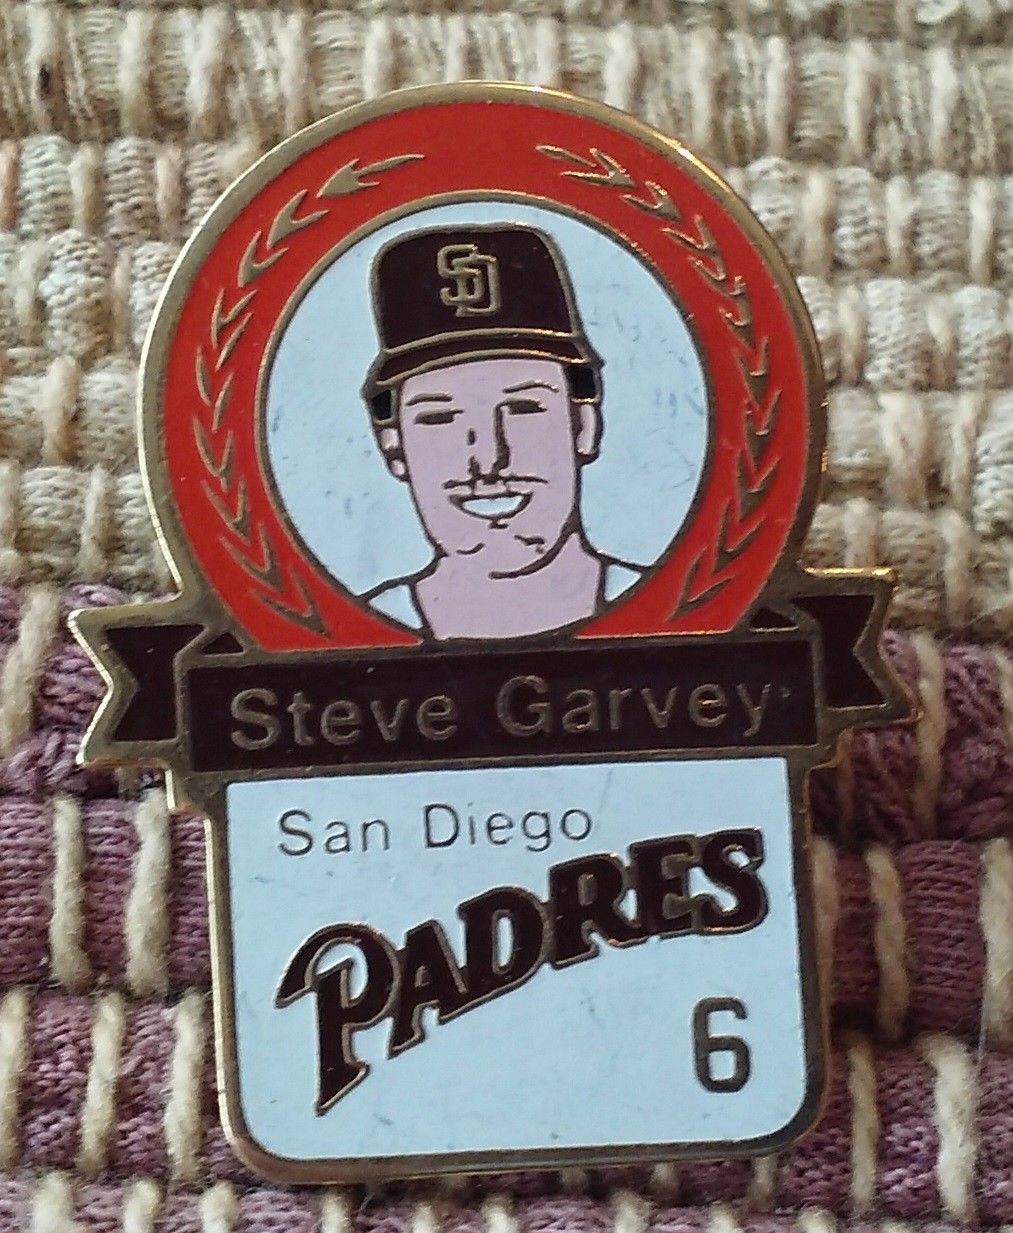 SD
Steve Garvey
San Diego
PADRES
6